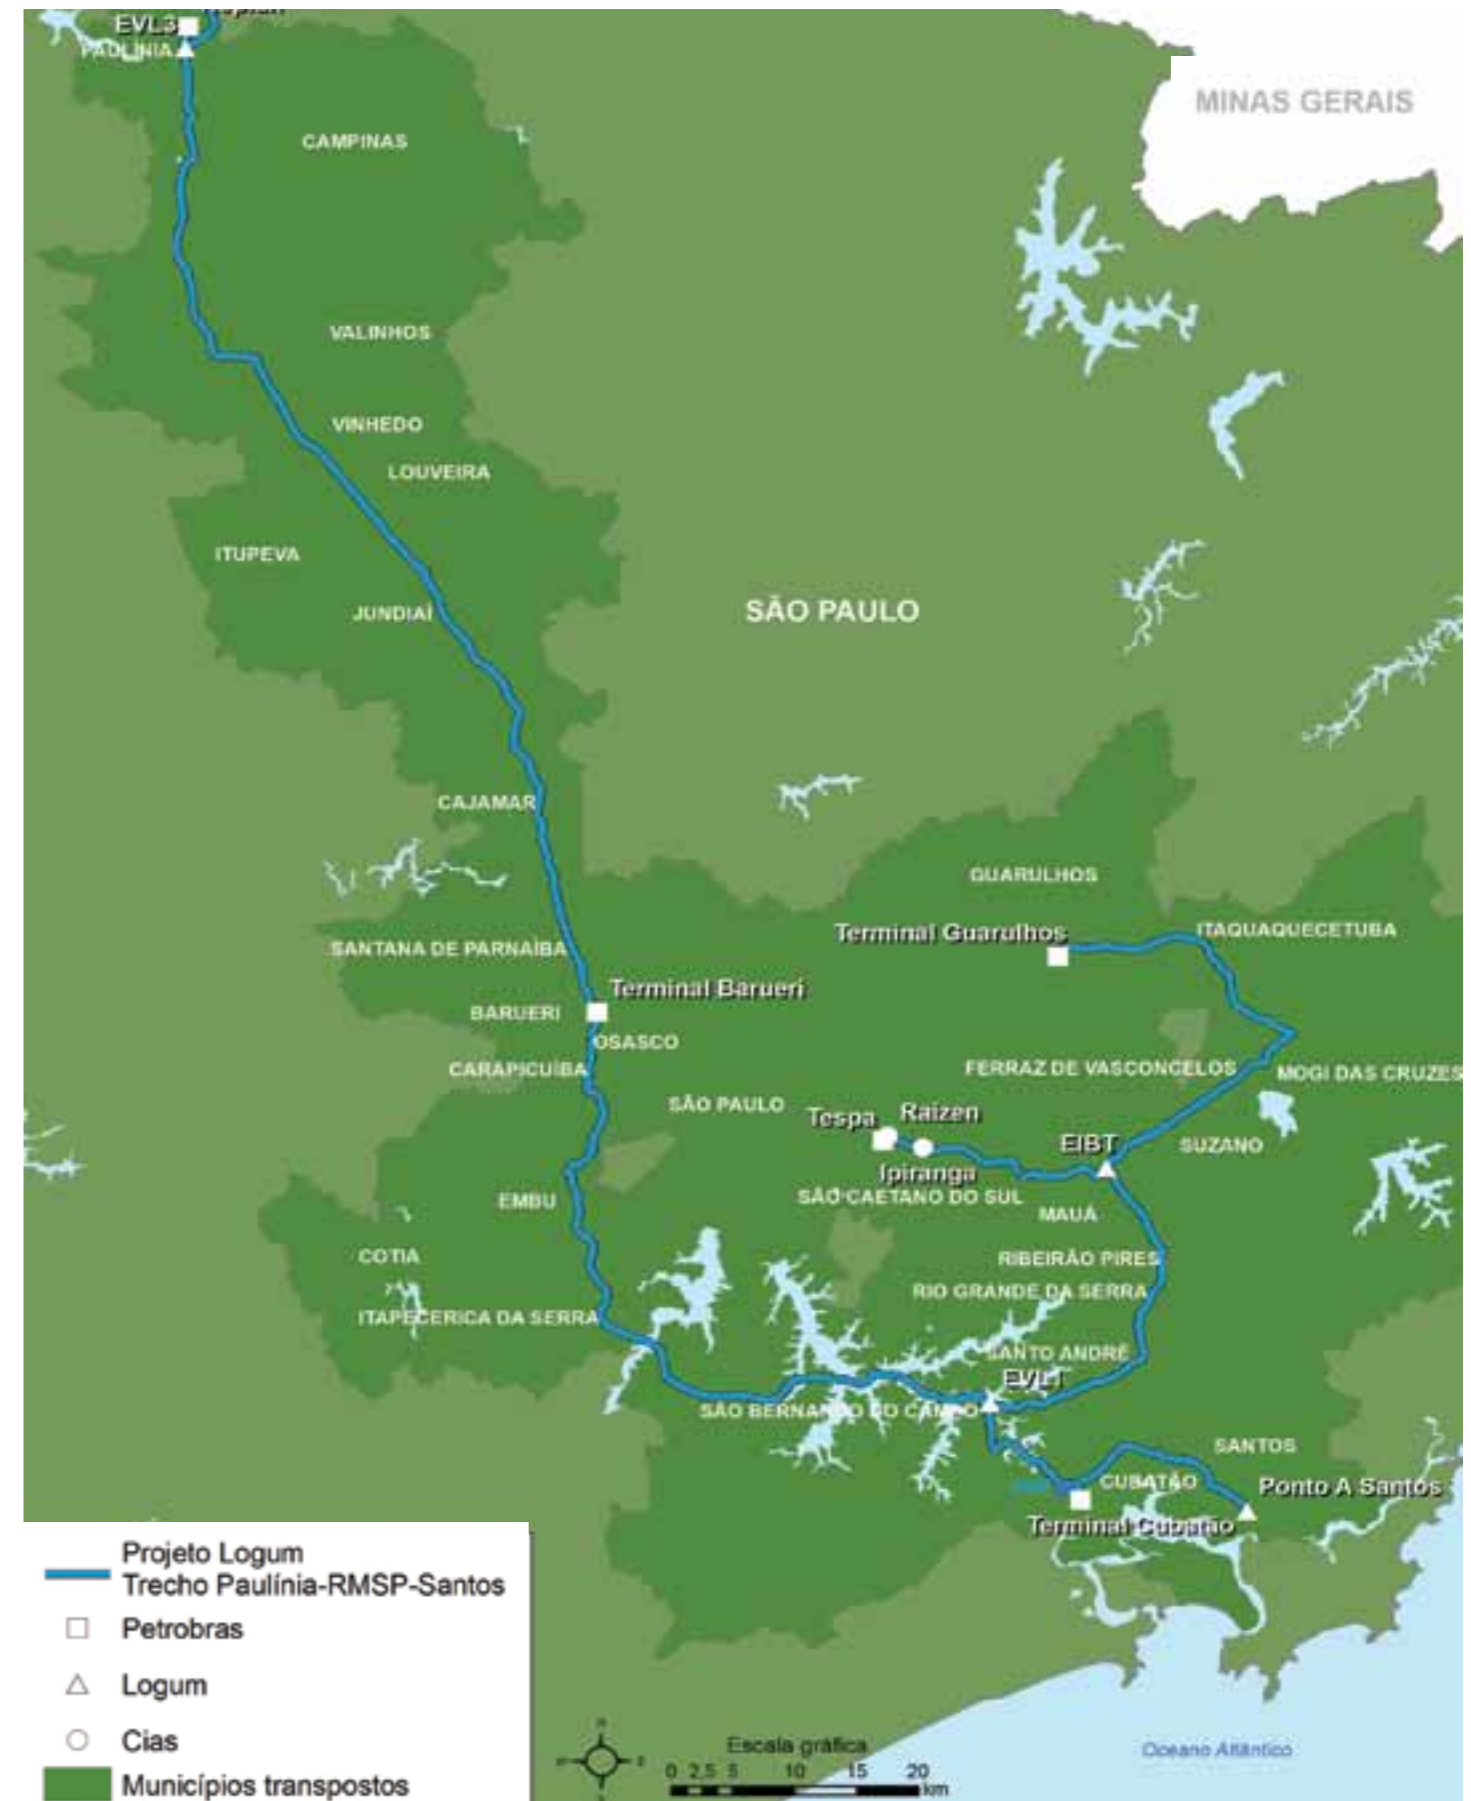 EVL3
PAULÍNIA
MINAS GERAIS
CAMPINAS
VALINHOS
VINHEDO
LOUVEIRA
ITUPEVA
JUNDIAÍ
SÃO PAULO
CAJAMAR
GUARULHOS
Terminal Guarulhos
ITAQUAQUECETUBA
SANTANA DE PARNAÍBA
Terminal Barueri
BARUERI
OSASCO
CARAPICUÍBA
FERRAZ DE VASCONCELOS
MOGI DAS CRUZES
SÃO PAULO
Tespa
Raizen
EIBT
SUZANO
Ipiranga
SÃO CAETANO DO SUL
EMBU
MAUÁ
COTIA
RIBEIRÃO PIRES
RIO GRANDE DA SERRA
ITAPECERICA DA SERRA
SANTO ANDRÉ
EVL1
SÃO BERNARDO DO CAMPO
SANTOS
CUBATÃO
Ponto A Santos
Terminal Cubatão
Projeto Logum
Trecho Paulínia-RMSP-Santos
Petrobras
Logum
Cias
Municípios transpostos
Escala gráfica
0 2,5 5 10 15 20
km
Oceano Atlântico